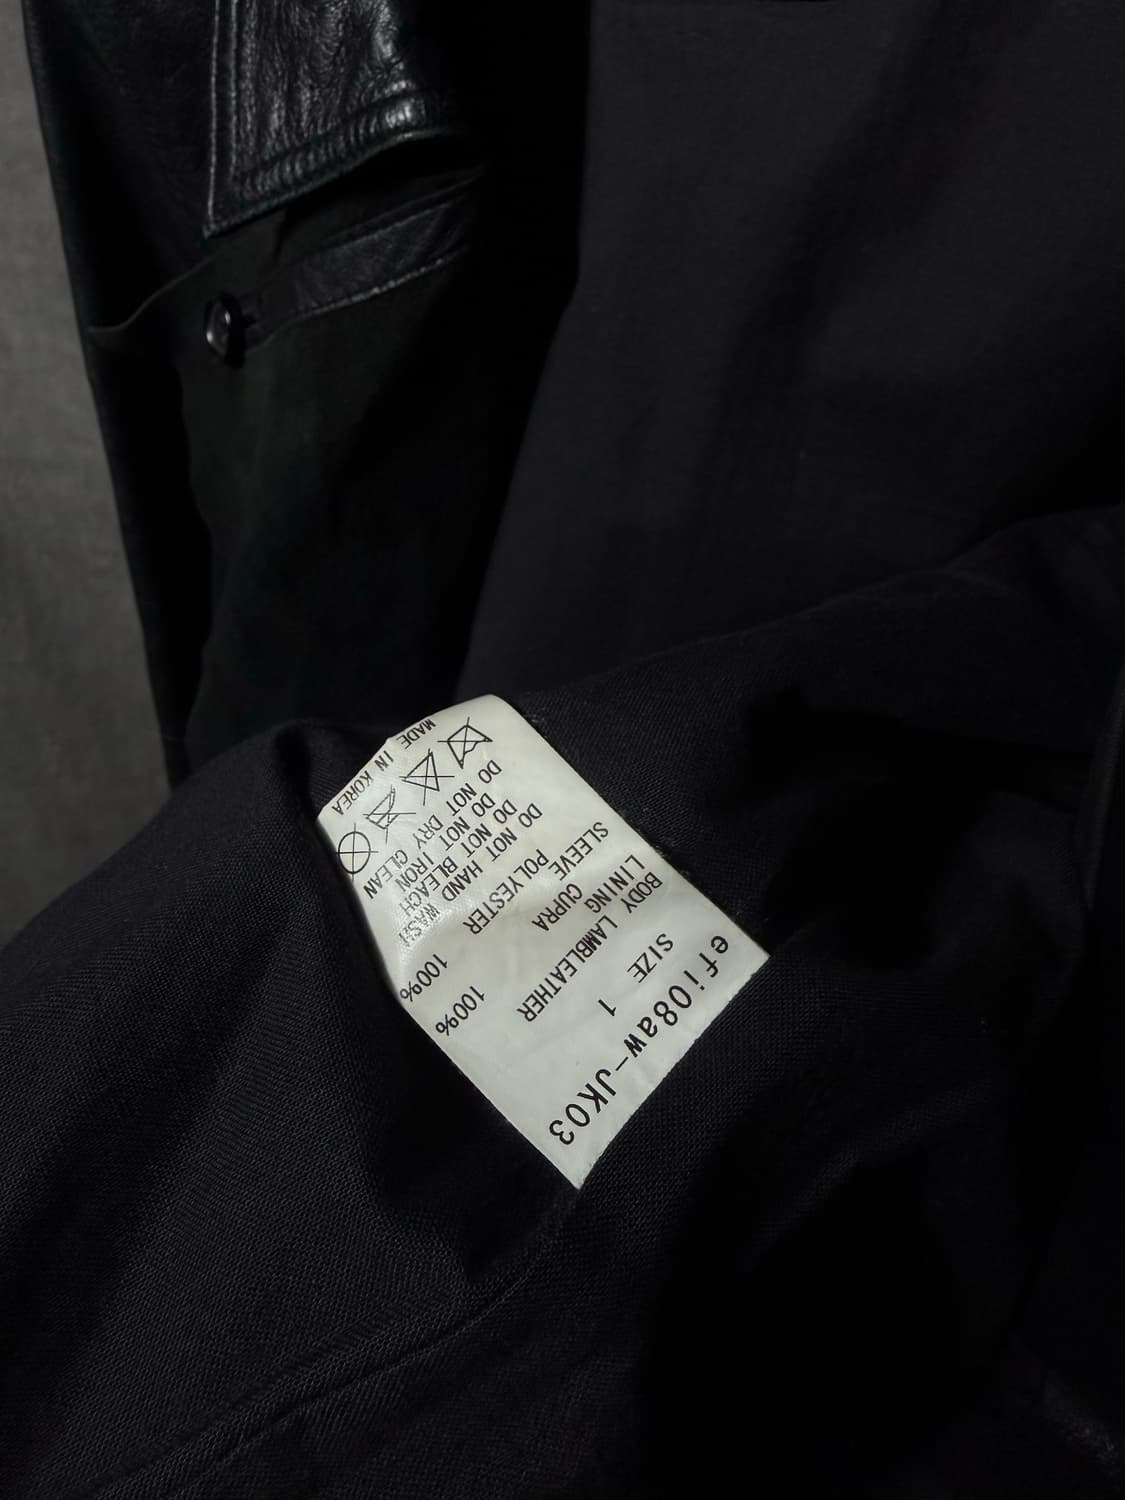 efi08aw-JK03
SIZE 1
BODY LAMBLEATHER
LINING CUPRA 100%
SLEEVE POLYESTER 100%
DO NOT HAND WASH
DO NOT BLEACH
DO NOT IRON
DO NOT DRY CLEAN
MADE IN KOREA